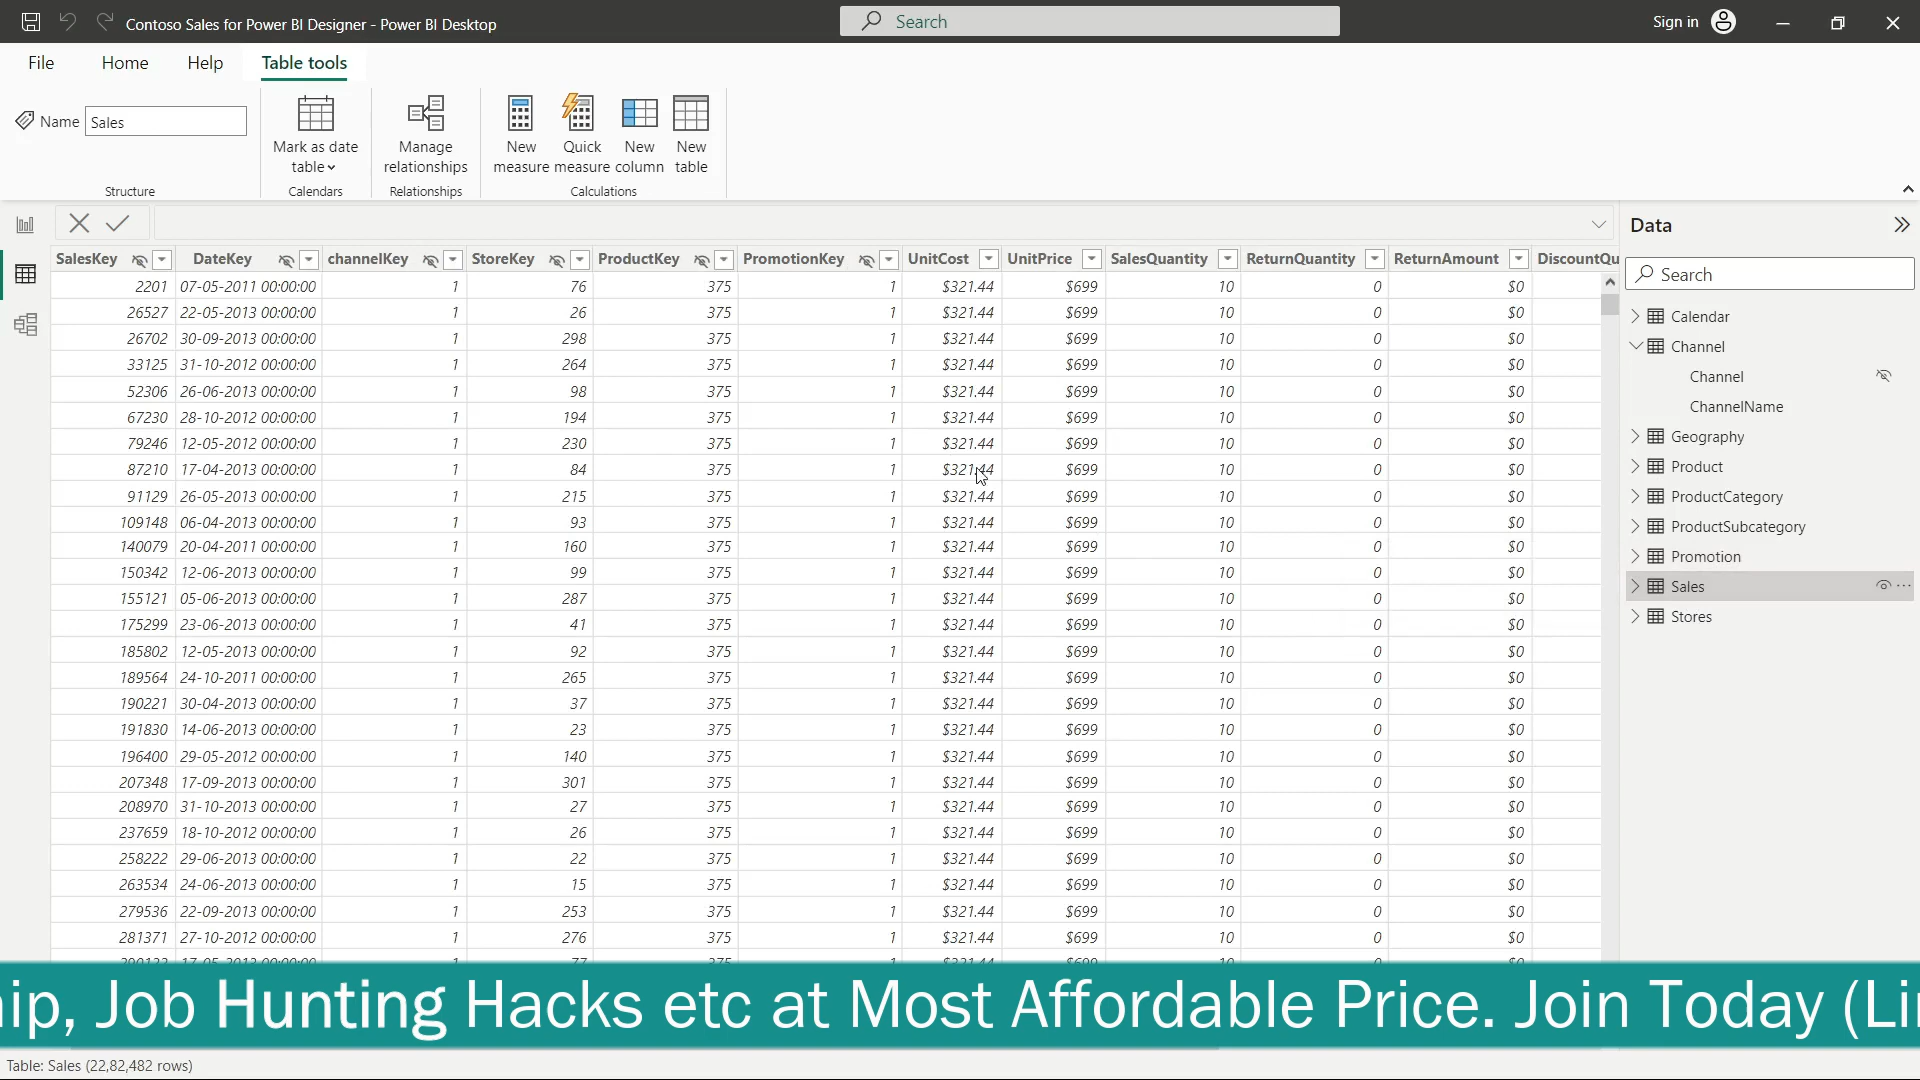 Contoso Sales for Power BI Designer - Power BI Desktop
Search
Sign in
File Home Help Table tools
Name Sales
Mark as date table
Manage relationships
New measure
Quick measure
New column
New table
Structure Calendars Relationships Calculations
SalesKey DateKey channelKey StoreKey ProductKey PromotionKey UnitCost UnitPrice SalesQuantity ReturnQuantity ReturnAmount DiscountQu
2201 07-05-2011 00:00:00 1 76 375 1 $321.44 $699 10 0 $0
26527 22-05-2013 00:00:00 1 26 375 1 $321.44 $699 10 0 $0
26702 30-09-2013 00:00:00 1 298 375 1 $321.44 $699 10 0 $0
33125 31-10-2012 00:00:00 1 264 375 1 $321.44 $699 10 0 $0
52306 26-06-2013 00:00:00 1 98 375 1 $321.44 $699 10 0 $0
67230 28-10-2012 00:00:00 1 194 375 1 $321.44 $699 10 0 $0
79246 12-05-2012 00:00:00 1 230 375 1 $321.44 $699 10 0 $0
87210 17-04-2013 00:00:00 1 84 375 1 $321.44 $699 10 0 $0
91129 26-05-2013 00:00:00 1 215 375 1 $321.44 $699 10 0 $0
109148 06-04-2013 00:00:00 1 93 375 1 $321.44 $699 10 0 $0
140079 20-04-2011 00:00:00 1 160 375 1 $321.44 $699 10 0 $0
150342 12-06-2013 00:00:00 1 99 375 1 $321.44 $699 10 0 $0
155121 05-06-2013 00:00:00 1 287 375 1 $321.44 $699 10 0 $0
175299 23-06-2013 00:00:00 1 41 375 1 $321.44 $699 10 0 $0
185802 12-05-2013 00:00:00 1 92 375 1 $321.44 $699 10 0 $0
189564 24-10-2011 00:00:00 1 265 375 1 $321.44 $699 10 0 $0
190221 30-04-2013 00:00:00 1 37 375 1 $321.44 $699 10 0 $0
191830 14-06-2013 00:00:00 1 23 375 1 $321.44 $699 10 0 $0
196400 29-05-2012 00:00:00 1 140 375 1 $321.44 $699 10 0 $0
207348 17-09-2013 00:00:00 1 301 375 1 $321.44 $699 10 0 $0
208970 31-10-2013 00:00:00 1 27 375 1 $321.44 $699 10 0 $0
237659 18-10-2012 00:00:00 1 26 375 1 $321.44 $699 10 0 $0
258222 29-06-2013 00:00:00 1 22 375 1 $321.44 $699 10 0 $0
263534 24-06-2013 00:00:00 1 15 375 1 $321.44 $699 10 0 $0
279536 22-09-2013 00:00:00 1 253 375 1 $321.44 $699 10 0 $0
281371 27-10-2012 00:00:00 1 276 375 1 $321.44 $699 10 0 $0
Data
Search
Calendar
Channel
Channel
ChannelName
Geography
Product
ProductCategory
ProductSubcategory
Promotion
Sales
Stores
ip, Job Hunting Hacks etc at Most Affordable Price. Join Today (Li
Table: Sales (22,82,482 rows)